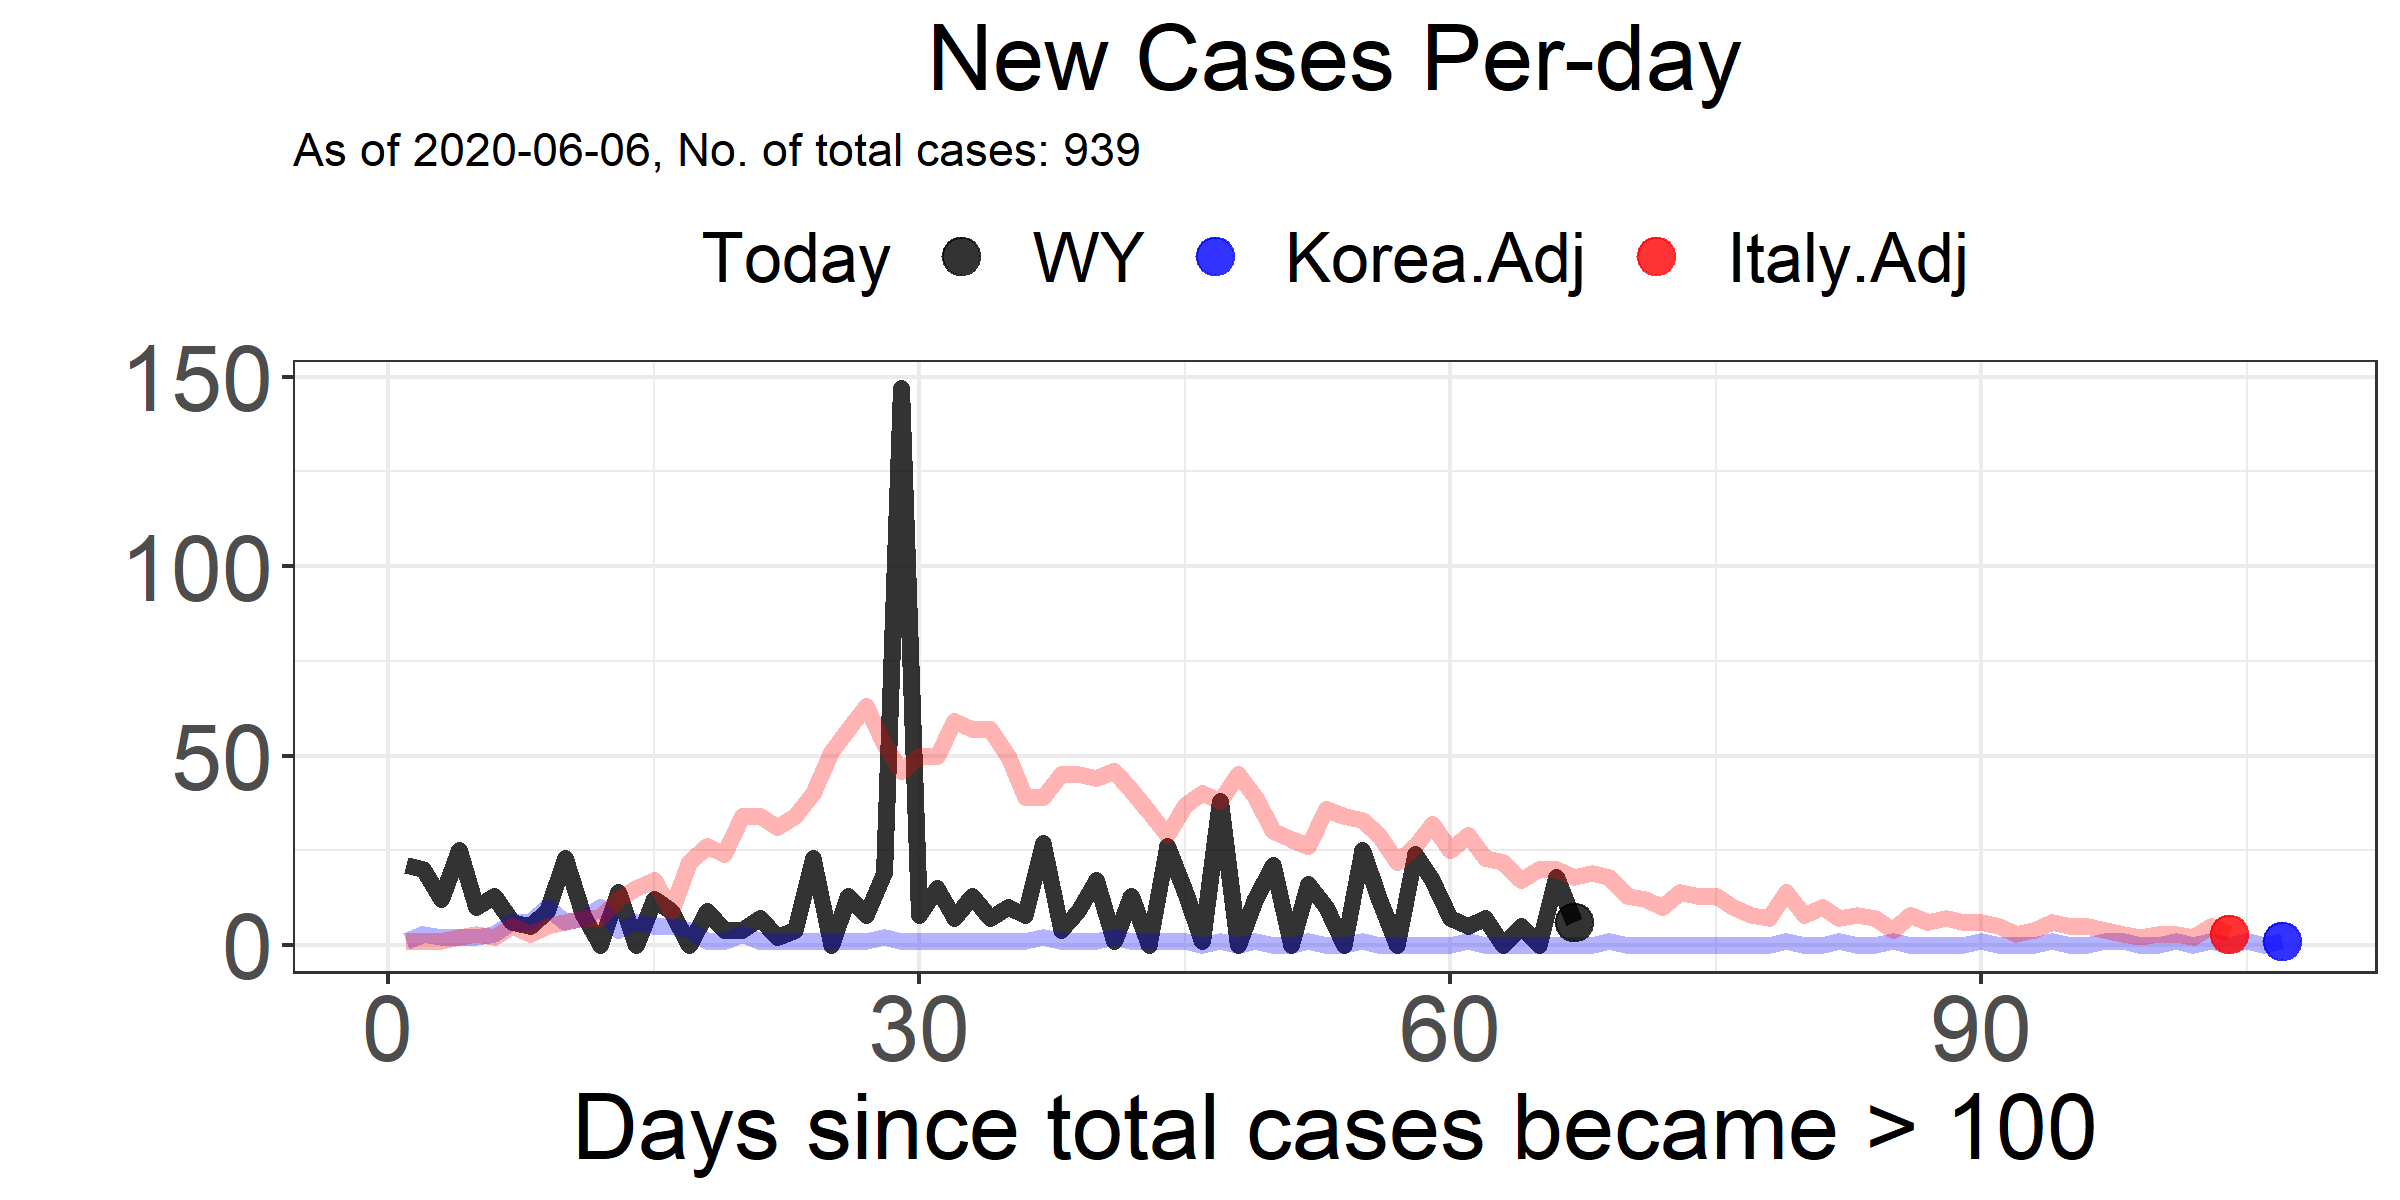 New Cases Per-day
As of 2020-06-06, No. of total cases: 939
Today WY Korea.Adj Italy.Adj
150
100
50
0
0 30 60 90
Days since total cases became > 100